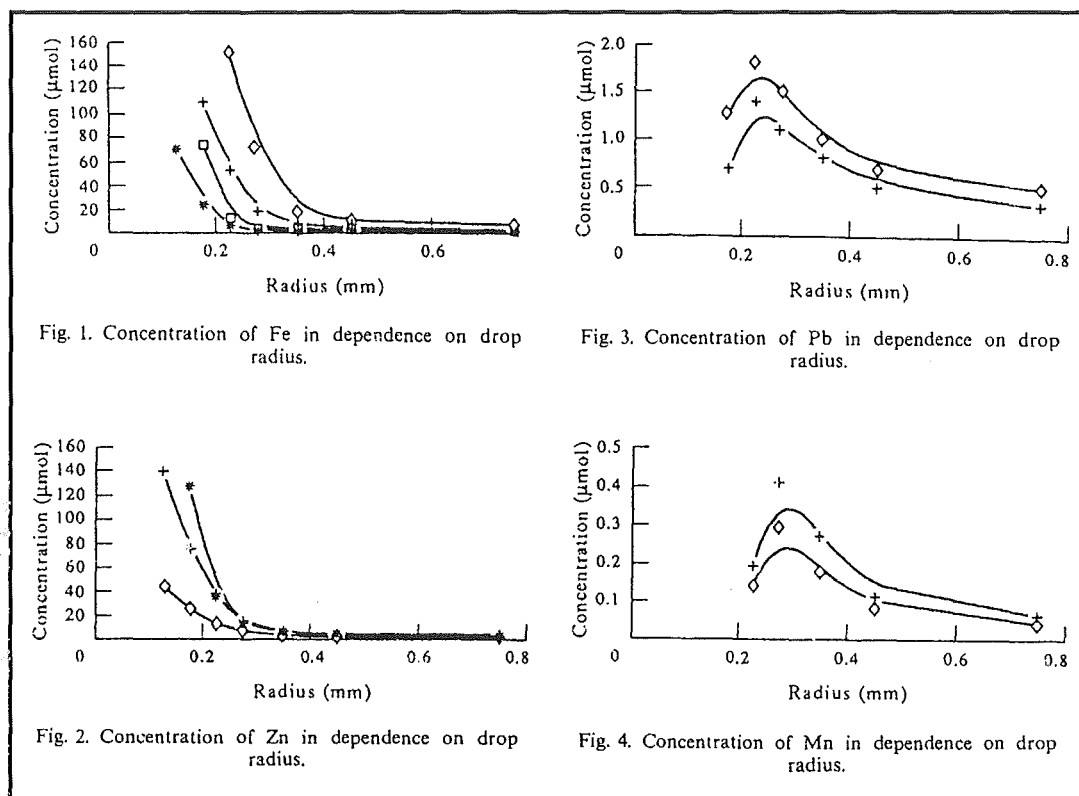 Concentration (μmol)
160
140
120
100
80
60
40
20
0
0.2
0.4
0.6
Radius (mm)
Fig. 1. Concentration of Fe in dependence on drop
radius.
Concentration (μmol)
2.0
1.5
1.0
0.5
0
0.2
0.4
0.6
0.8
Radius (mm)
Fig. 3. Concentration of Pb in dependence on drop
radius.
Concentration (μmol)
160
140
120
100
80
60
40
20
0
0.2
0.4
0.6
0.8
Radius (mm)
Fig. 2. Concentration of Zn in dependence on drop
radius.
Concentration (μmol)
0.5
0.4
0.3
0.2
0.1
0
0.2
0.4
0.6
0.8
Radius (mm)
Fig. 4. Concentration of Mn in dependence on drop
radius.